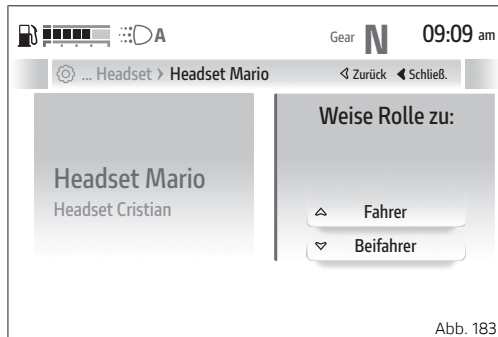 A Gear N 09:09 am
... Headset > Headset Mario Zurück Schließ.
Weise Rolle zu:
Headset Mario
Headset Cristian
Fahrer
Beifahrer
Abb. 183